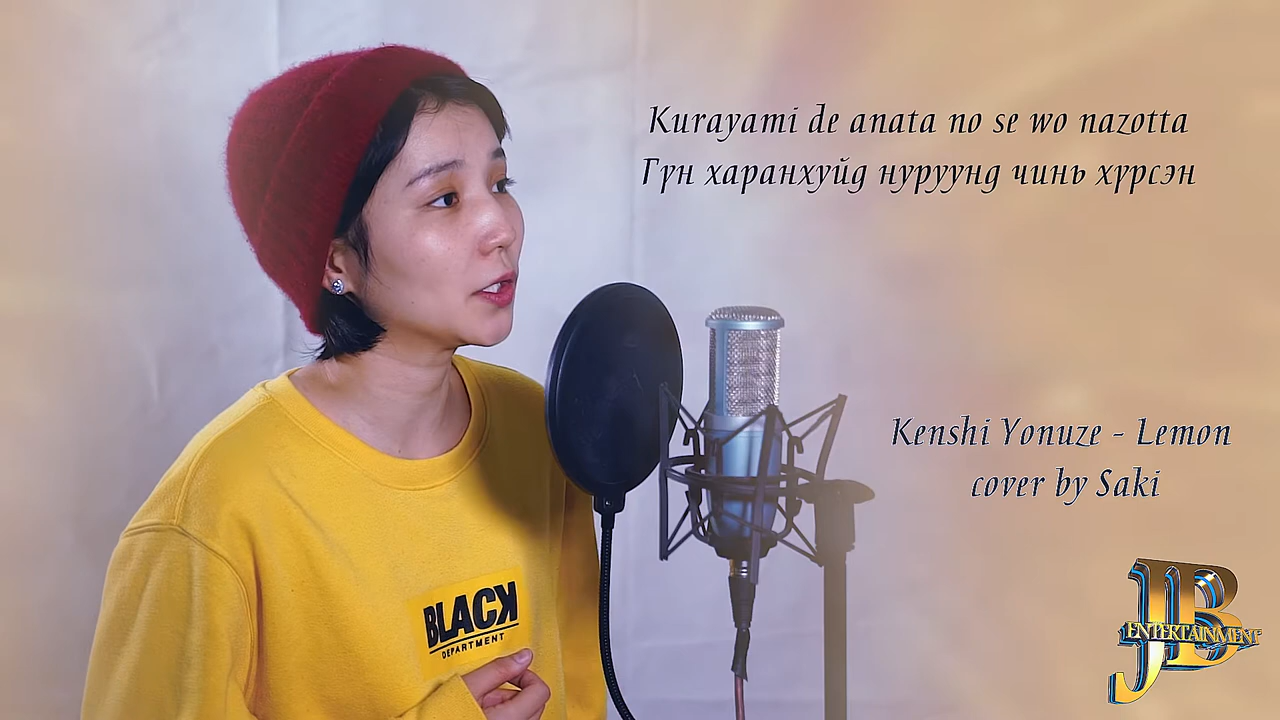 Kurayami de anata no se wo nazotta
Гүн харанхуйд нуруунд чинь хүрсэн
Kenshi Yonuze - Lemon
cover by Saki
BLACK
DEPARTMENT
JB
ENTERTAINMENT